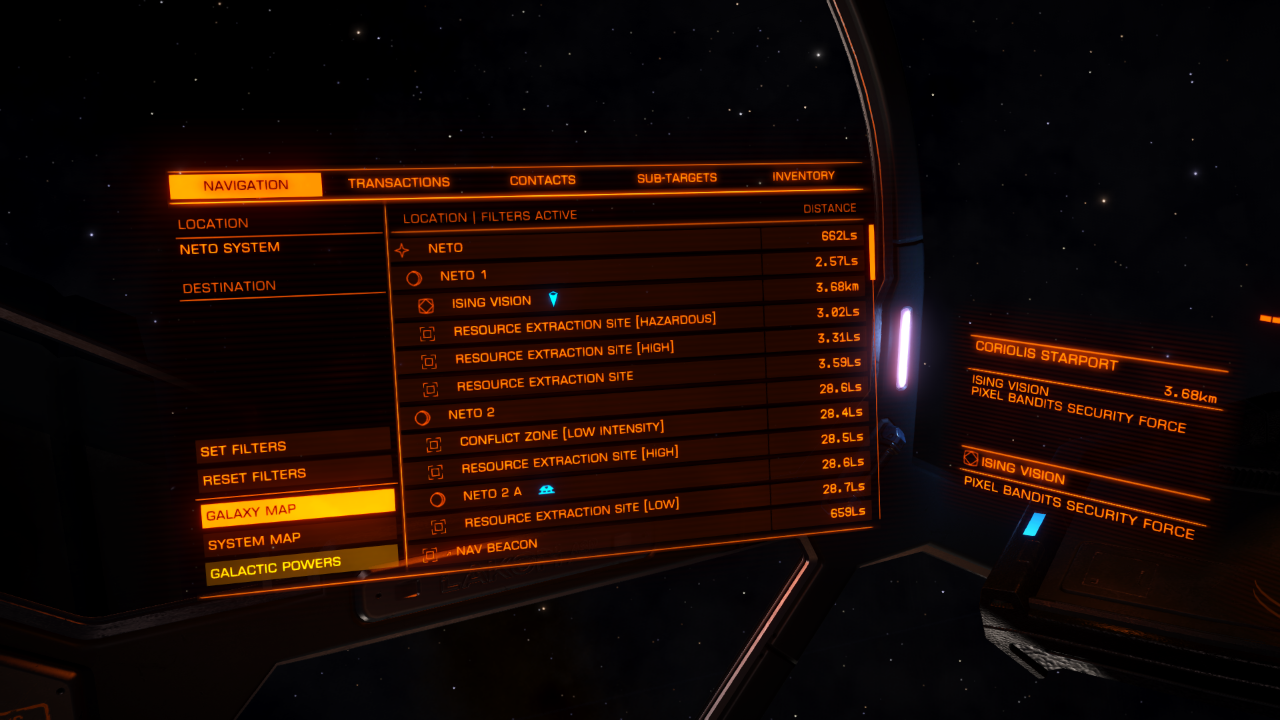 NAVIGATION TRANSACTIONS CONTACTS SUB-TARGETS INVENTORY
LOCATION
NETO SYSTEM
DESTINATION
SET FILTERS
RESET FILTERS
GALAXY MAP
SYSTEM MAP
GALACTIC POWERS
LOCATION | FILTERS ACTIVE DISTANCE
NETO 662Ls
NETO 1 2.57Ls
ISING VISION 3.68km
RESOURCE EXTRACTION SITE [HAZARDOUS] 3.02Ls
RESOURCE EXTRACTION SITE [HIGH] 3.31Ls
RESOURCE EXTRACTION SITE 3.59Ls
NETO 2 28.6Ls
CONFLICT ZONE [LOW INTENSITY] 28.4Ls
RESOURCE EXTRACTION SITE [HIGH] 28.5Ls
NETO 2 A 28.6Ls
RESOURCE EXTRACTION SITE [LOW] 28.7Ls
NAV BEACON 659Ls
CORIOLIS STARPORT
ISING VISION 3.68km
PIXEL BANDITS SECURITY FORCE
ISING VISION
PIXEL BANDITS SECURITY FORCE